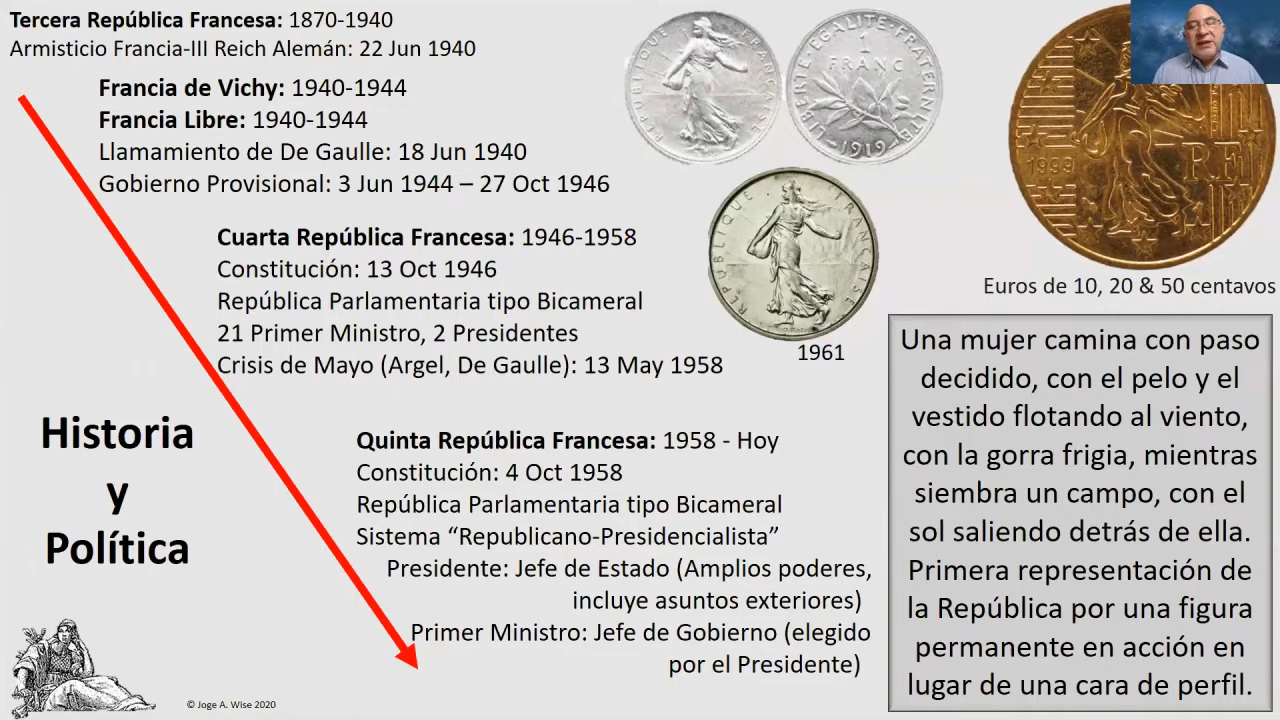 Tercera República Francesa: 1870-1940
Armisticio Francia-III Reich Alemán: 22 Jun 1940
Francia de Vichy: 1940-1944
Francia Libre: 1940-1944
Llamamiento de De Gaulle: 18 Jun 1940
Gobierno Provisional: 3 Jun 1944 – 27 Oct 1946
Cuarta República Francesa: 1946-1958
Constitución: 13 Oct 1946
República Parlamentaria tipo Bicameral
21 Primer Ministro, 2 Presidentes
Crisis de Mayo (Argel, De Gaulle): 13 May 1958
Quinta República Francesa: 1958 - Hoy
Constitución: 4 Oct 1958
República Parlamentaria tipo Bicameral
Sistema “Republicano-Presidencialista”
Presidente: Jefe de Estado (Amplios poderes,
incluye asuntos exteriores)
Primer Ministro: Jefe de Gobierno (elegido
por el Presidente)
Historia
y
Política
© Joge A. Wise 2020
REPUBLIQUE FRANÇAISE
LIBERTE·EGALITE·FRATERNITE
1
FRANC
1919
REPUBLIQUE FRANÇAISE
1961
1999
RF
Euros de 10, 20 & 50 centavos
Una mujer camina con paso
decidido, con el pelo y el
vestido flotando al viento,
con la gorra frigia, mientras
siembra un campo, con el
sol saliendo detrás de ella.
Primera representación de
la República por una figura
permanente en acción en
lugar de una cara de perfil.